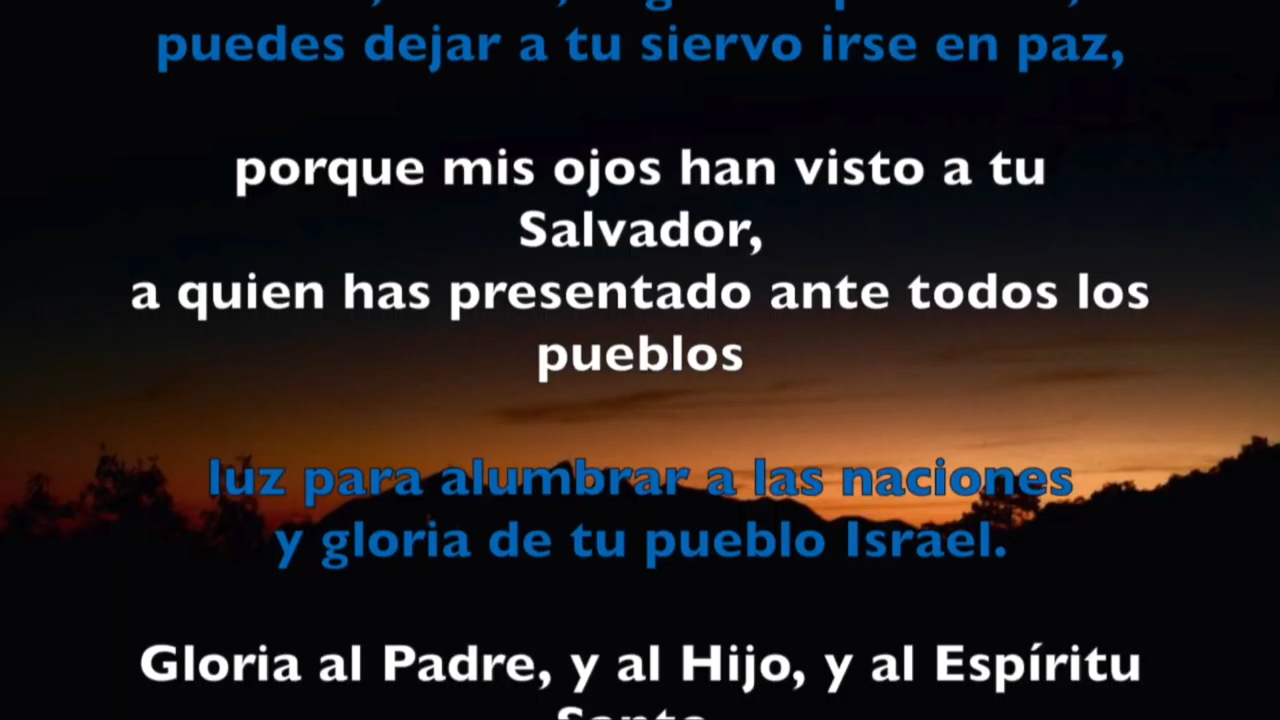 puedes dejar a tu siervo irse en paz,
porque mis ojos han visto a tu
Salvador,
a quien has presentado ante todos los
pueblos
luz para alumbrar a las naciones
y gloria de tu pueblo Israel.
Gloria al Padre, y al Hijo, y al Espíritu